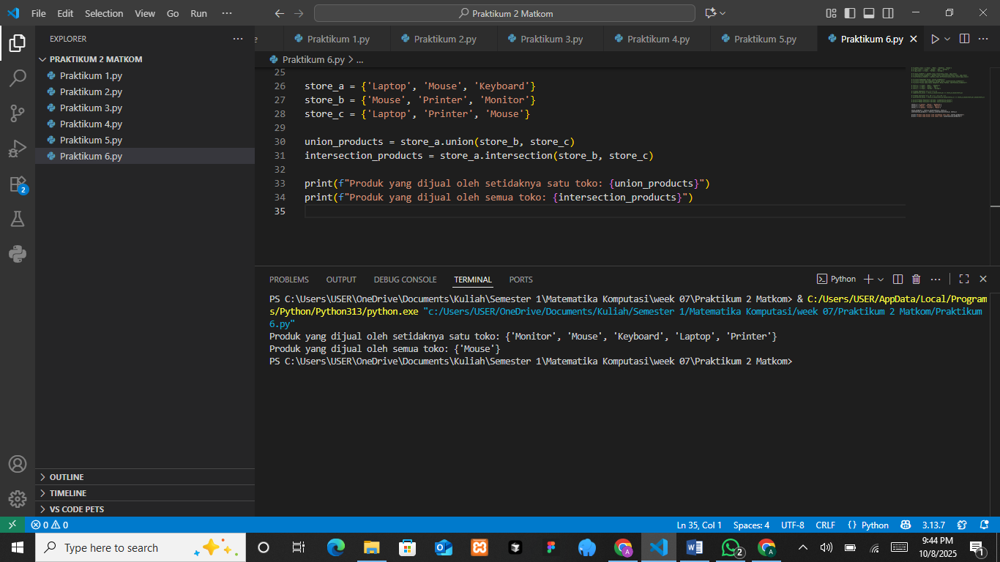 File Edit Selection View Go Run ···
Praktikum 2 Matkom
EXPLORER ···
PRAKTIKUM 2 MATKOM
Praktikum 1.py
Praktikum 2.py
Praktikum 3.py
Praktikum 4.py
Praktikum 5.py
Praktikum 6.py
2
OUTLINE
TIMELINE
VS CODE PETS
e Praktikum 1.py Praktikum 2.py Praktikum 3.py Praktikum 4.py Praktikum 5.py Praktikum 6.py ···
Praktikum 6.py > ...
25
26 store_a = {'Laptop', 'Mouse', 'Keyboard'}
27 store_b = {'Mouse', 'Printer', 'Monitor'}
28 store_c = {'Laptop', 'Printer', 'Mouse'}
29
30 union_products = store_a.union(store_b, store_c)
31 intersection_products = store_a.intersection(store_b, store_c)
32
33 print(f"Produk yang dijual oleh setidaknya satu toko: {union_products}")
34 print(f"Produk yang dijual oleh semua toko: {intersection_products}")
35
PROBLEMS OUTPUT DEBUG CONSOLE TERMINAL PORTS Python ···
PS C:\Users\USER\OneDrive\Documents\Kuliah\Semester 1\Matematika Komputasi\week 07\Praktikum 2 Matkom> & C:/Users/USER/AppData/Local/Program
s/Python/Python313/python.exe "c:/Users/USER/OneDrive/Documents/Kuliah/Semester 1/Matematika Komputasi/week 07/Praktikum 2 Matkom/Praktikum
6.py"
Produk yang dijual oleh setidaknya satu toko: {'Monitor', 'Mouse', 'Keyboard', 'Laptop', 'Printer'}
Produk yang dijual oleh semua toko: {'Mouse'}
PS C:\Users\USER\OneDrive\Documents\Kuliah\Semester 1\Matematika Komputasi\week 07\Praktikum 2 Matkom>
0 0 Ln 35, Col 1 Spaces: 4 UTF-8 CRLF {} Python 3.13.7
Type here to search
A
2
A
9:44 PM
10/8/2025
1